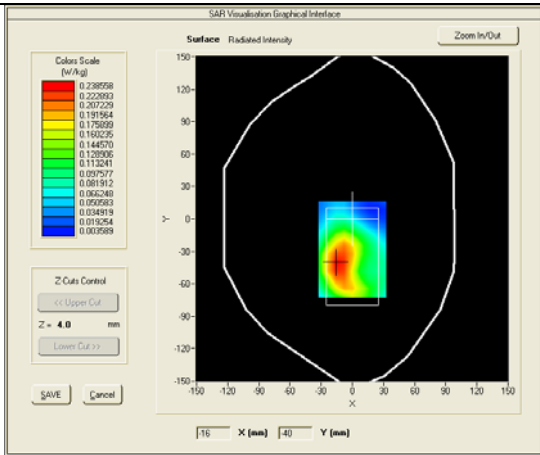 SAR Visualisation Graphical Interface
Surface Radiated Intensity
Zoom In/Out
Colors Scale
(W/kg)
0.238558
0.222893
0.207229
0.191564
0.175899
0.160235
0.144570
0.128906
0.113241
0.097577
0.081912
0.066248
0.050583
0.034919
0.019254
0.003589
Z Cuts Control
<< Upper Cut
Z = 4.0 mm
Lower Cut >>
SAVE
Cancel
150
120
90
60
30
0
-30
-60
-90
-120
-150
Y
-150 -120 -90 -60 -30 0 30 60 90 120 150
X
-16 X (mm) -40 Y (mm)